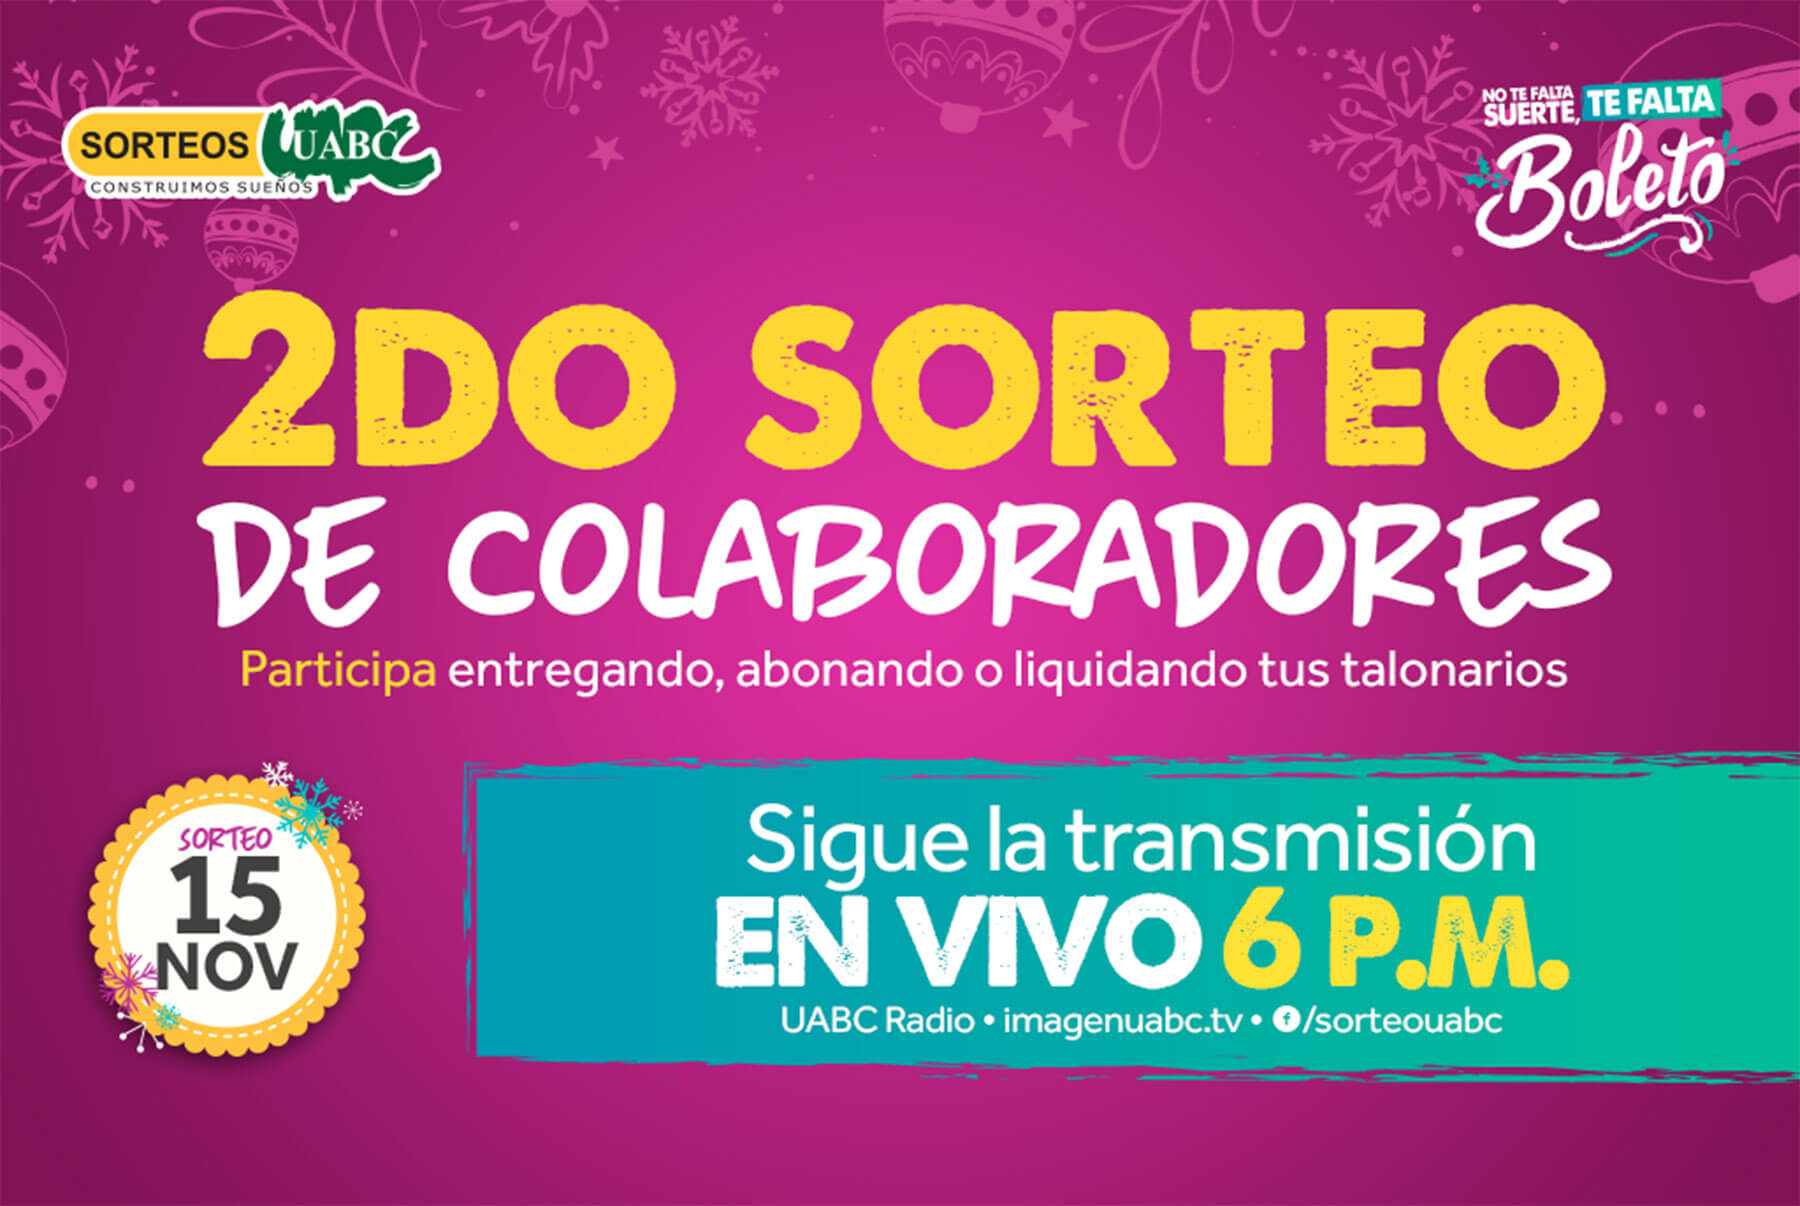 SORTEOS UABC
CONSTRUIMOS SUEÑOS
NO TE FALTA
SUERTE, TE FALTA
Boleto
2DO SORTEO
DE COLABORADORES
Participa entregando, abonando o liquidando tus talonarios
SORTEO
15
NOV
Sigue la transmisión
EN VIVO 6 P.M.
UABC Radio • imagenuabc.tv • f/sorteouabc